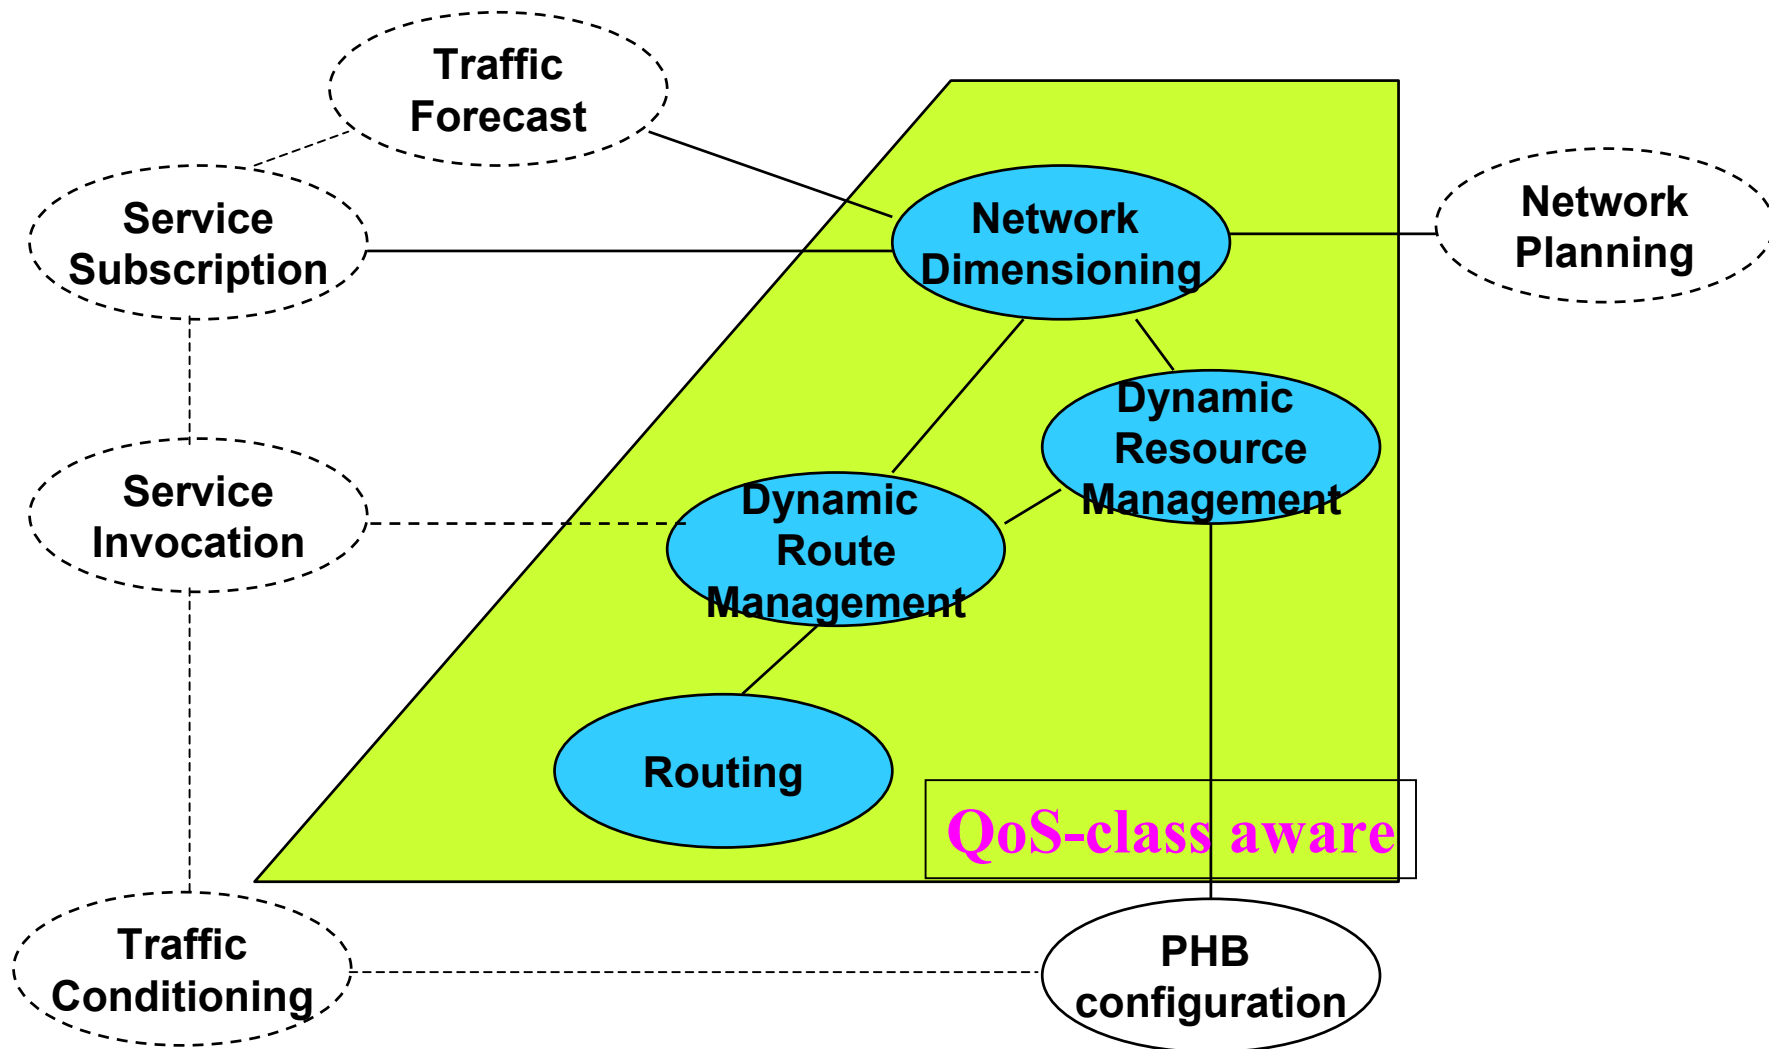 Traffic
Forecast
Service
Subscription
Network
Dimensioning
Network
Planning
Dynamic
Resource
Management
Service
Invocation
Dynamic
Route
Management
Routing
QoS-class aware
Traffic
Conditioning
PHB
configuration